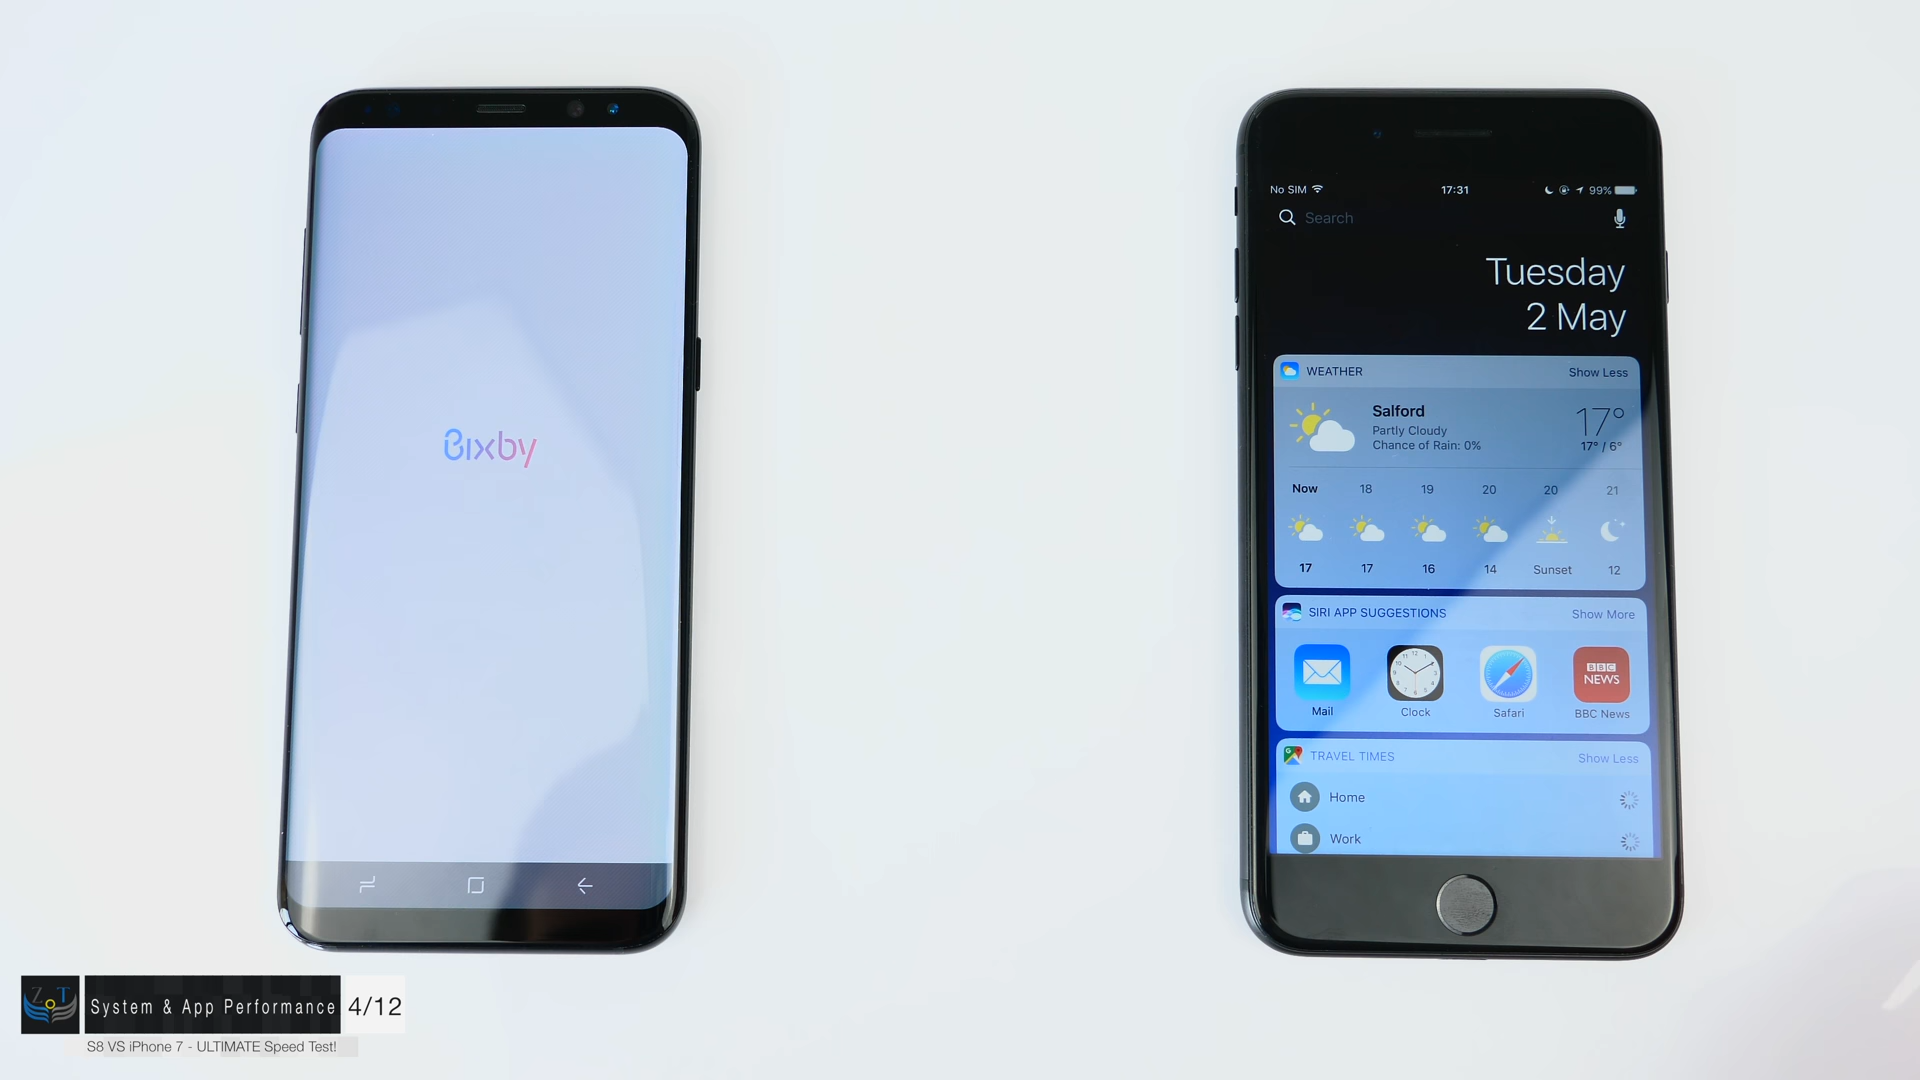 Bixby
No SIM 17:31 99%
Search
Tuesday
2 May
WEATHER Show Less
Salford 17°
Partly Cloudy
Chance of Rain: 0% 17° / 6°
Now 18 19 20 20 21
17 17 16 14 Sunset 12
SIRI APP SUGGESTIONS Show More
BBC
NEWS
Mail Clock Safari BBC News
TRAVEL TIMES Show Less
Home
Work
ZOT System & App Performance 4/12
S8 VS iPhone 7 - ULTIMATE Speed Test!